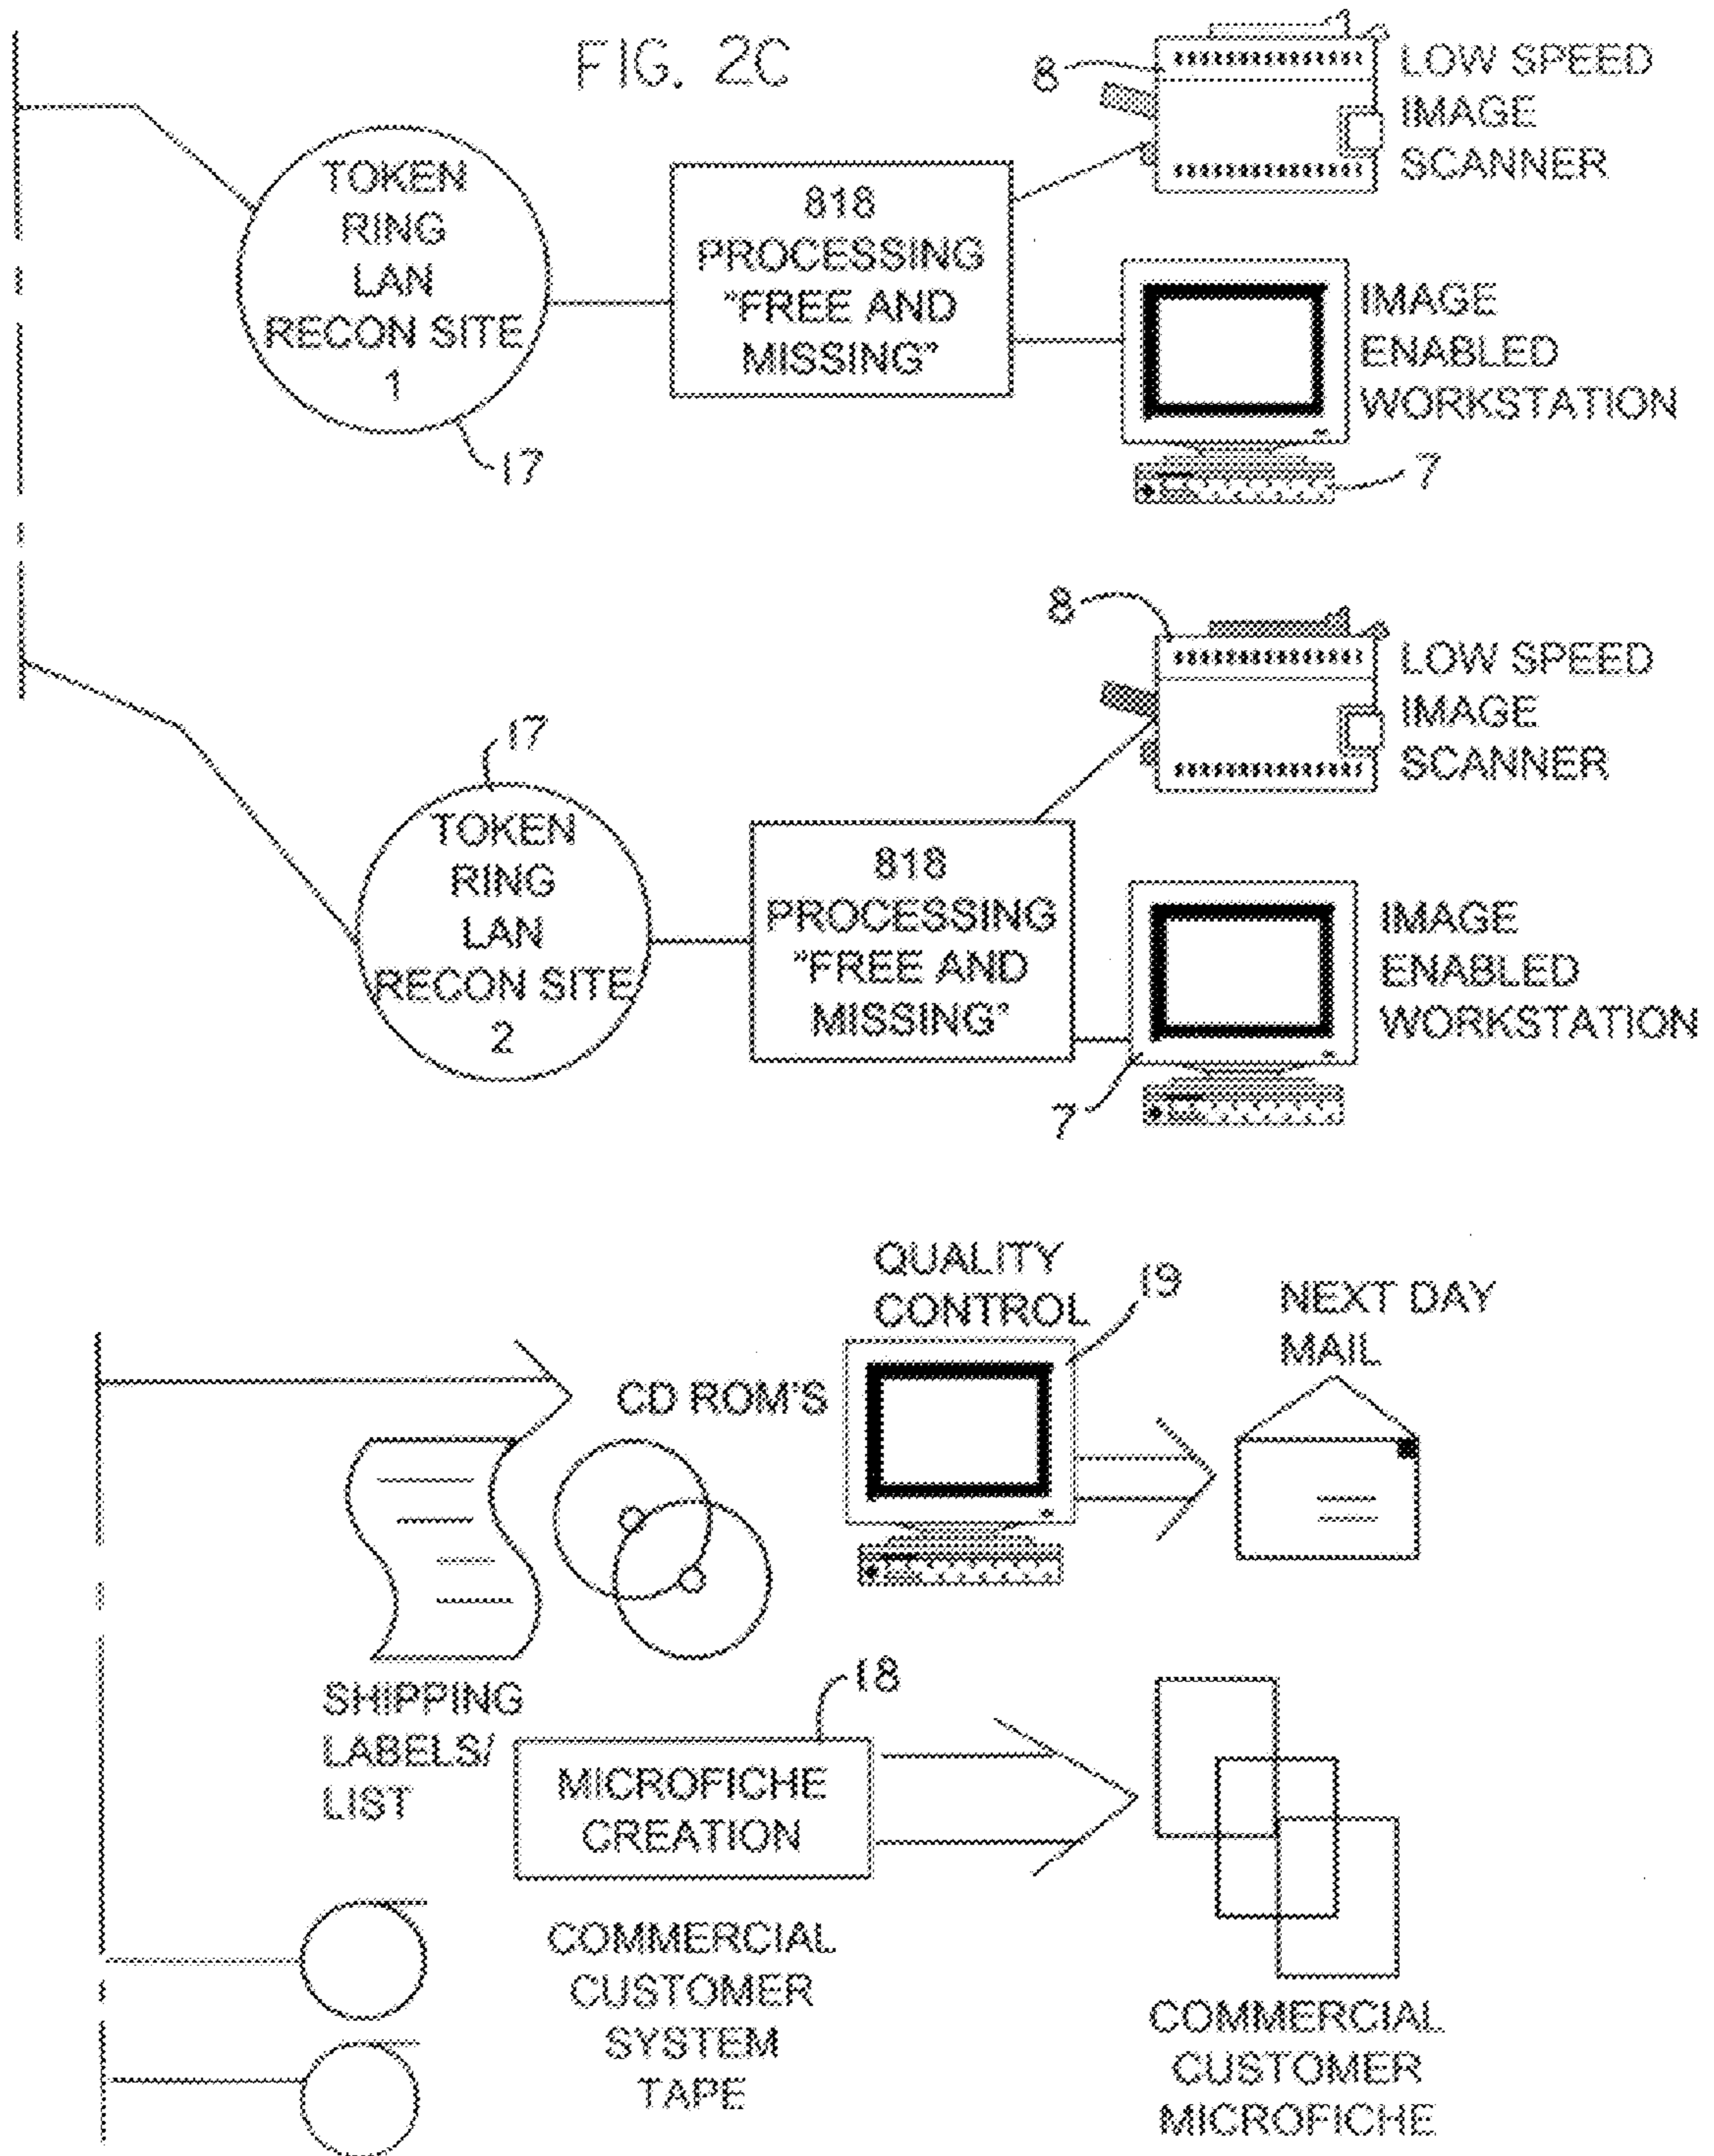 FIG. 2C
8
LOW SPEED
IMAGE
SCANNER
TOKEN
RING
LAN
RECON SITE
1
17
818
PROCESSING
"FREE AND
MISSING"
IMAGE
ENABLED
WORKSTATION
7
8
LOW SPEED
IMAGE
SCANNER
17
TOKEN
RING
LAN
RECON SITE
2
818
PROCESSING
"FREE AND
MISSING"
IMAGE
ENABLED
WORKSTATION
7
QUALITY
CONTROL
19
NEXT DAY
MAIL
CD ROM'S
SHIPPING
LABELS/
LIST
18
MICROFICHE
CREATION
COMMERCIAL
CUSTOMER
SYSTEM
TAPE
COMMERCIAL
CUSTOMER
MICROFICHE